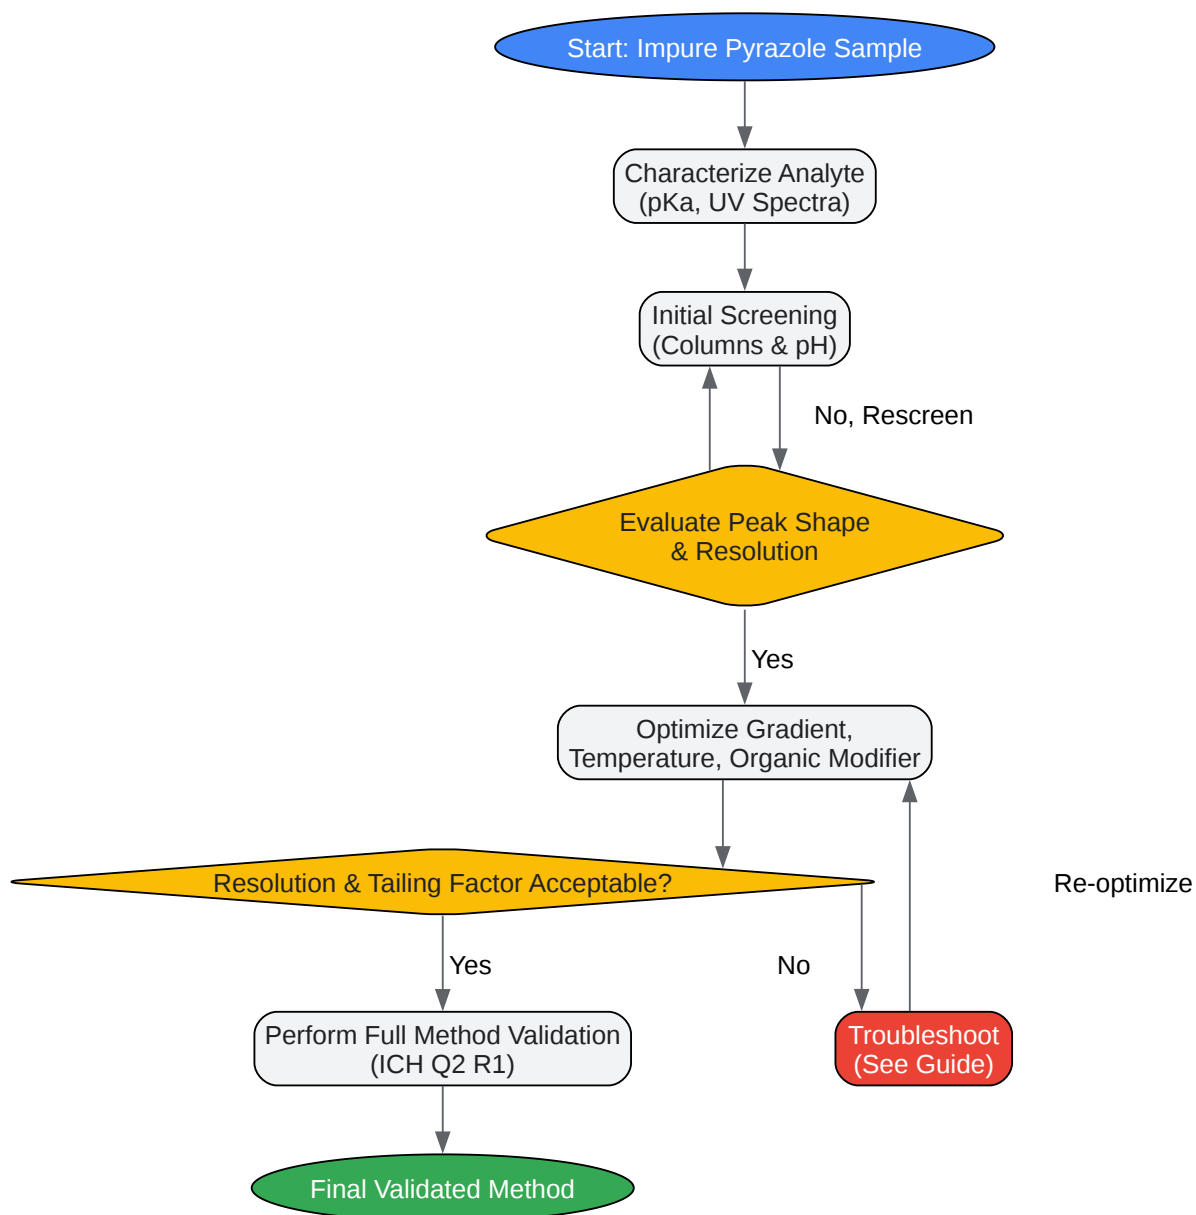 Start: Impure Pyrazole Sample
Characterize Analyte
(pKa, UV Spectra)
Initial Screening
(Columns & pH)
No, Rescreen
Evaluate Peak Shape
& Resolution
Yes
Optimize Gradient,
Temperature, Organic Modifier
Resolution & Tailing Factor Acceptable?
Re-optimize
Yes
No
Perform Full Method Validation
(ICH Q2 R1)
Troubleshoot
(See Guide)
Final Validated Method